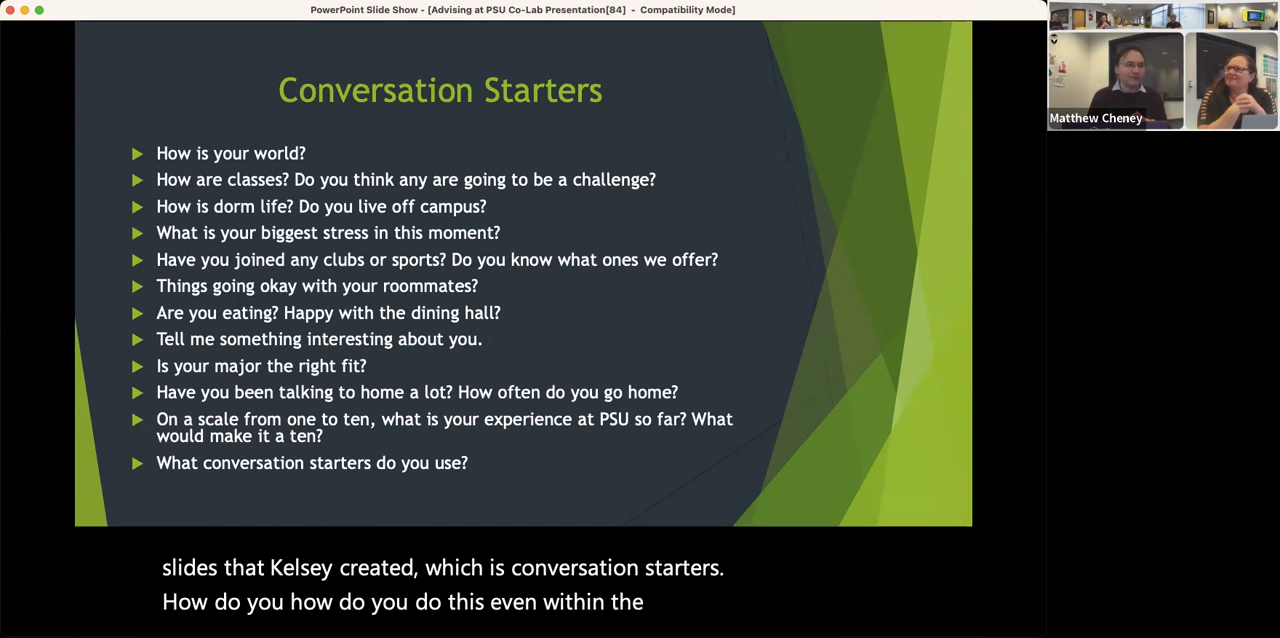 PowerPoint Slide Show - [Advising at PSU Co-Lab Presentation[84] - Compatibility Mode]
Conversation Starters
How is your world?
How are classes? Do you think any are going to be a challenge?
How is dorm life? Do you live off campus?
What is your biggest stress in this moment?
Have you joined any clubs or sports? Do you know what ones we offer?
Things going okay with your roommates?
Are you eating? Happy with the dining hall?
Tell me something interesting about you.
Is your major the right fit?
Have you been talking to home a lot? How often do you go home?
On a scale from one to ten, what is your experience at PSU so far? What
would make it a ten?
What conversation starters do you use?
Matthew Cheney
slides that Kelsey created, which is conversation starters.
How do you how do you do this even within the